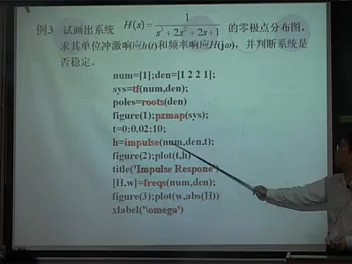 例3 试画出系统 H(s)= 1 / s³+2s²+2s+1 的零极点分布图,
求其单位冲激响应h(t)和频率响应H(jω)，并判断系统是
否稳定。
num=[1];den=[1 2 2 1];
sys=tf(num,den);
poles=roots(den)
figure(1);pzmap(sys);
t=0:0.02:10;
h=impulse(num,den,t);
figure(2);plot(t,h)
title('Impulse Respone')
[H,w]=freqs(num,den);
figure(3);plot(w,abs(H))
xlabel('\omega')